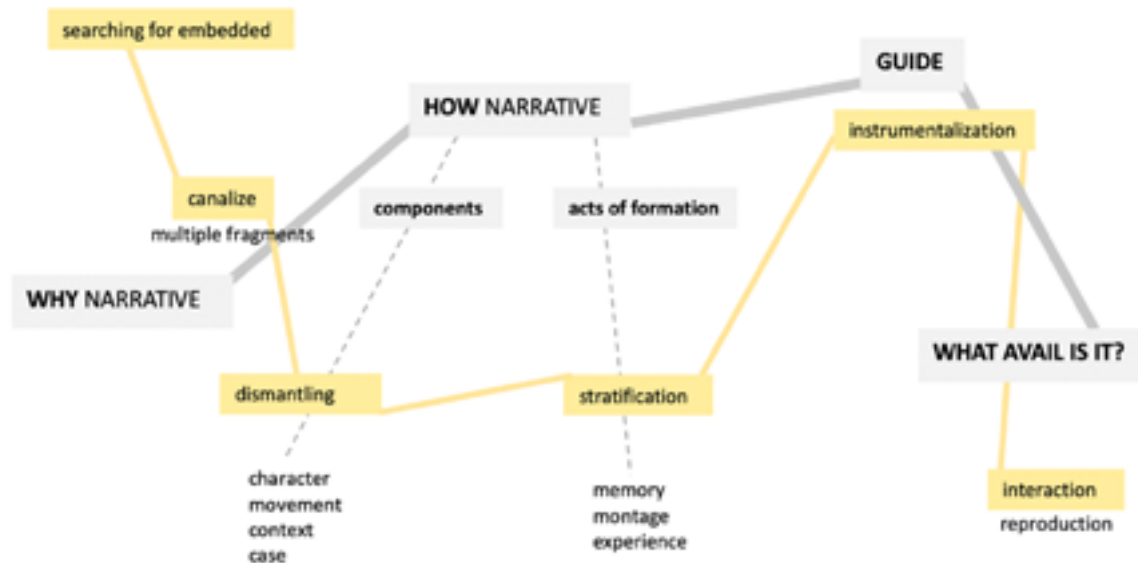 searching for embedded
GUIDE
HOW NARRATIVE
instrumentalization
canalize
components
acts of formation
multiple fragments
WHY NARRATIVE
WHAT AVAIL IS IT?
dismantling
stratification
character
movement
context
case
memory
montage
experience
interaction
reproduction